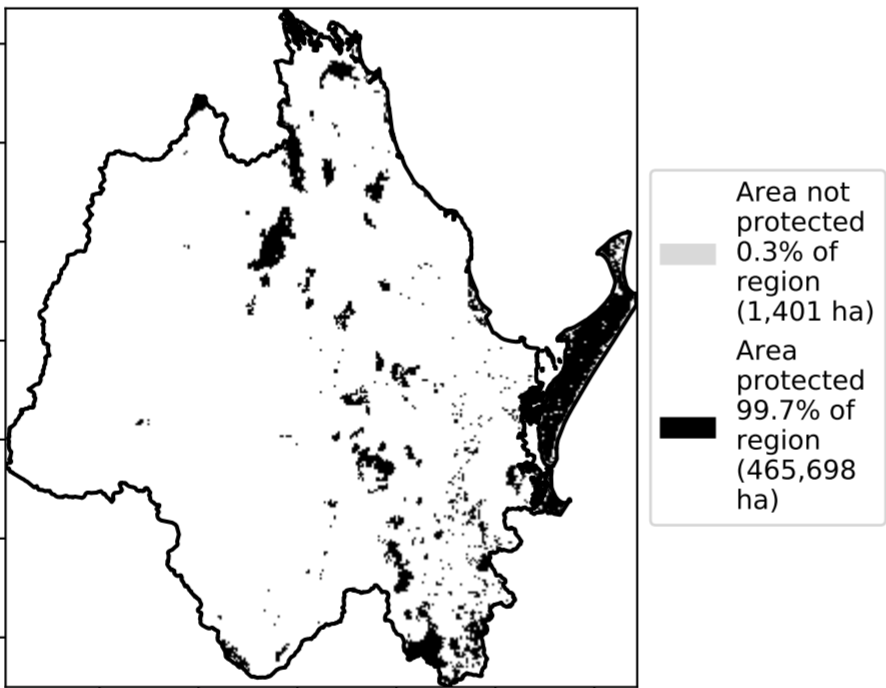 Area not
protected
0.3% of
region
(1,401 ha)
Area
protected
99.7% of
region
(465,698
ha)